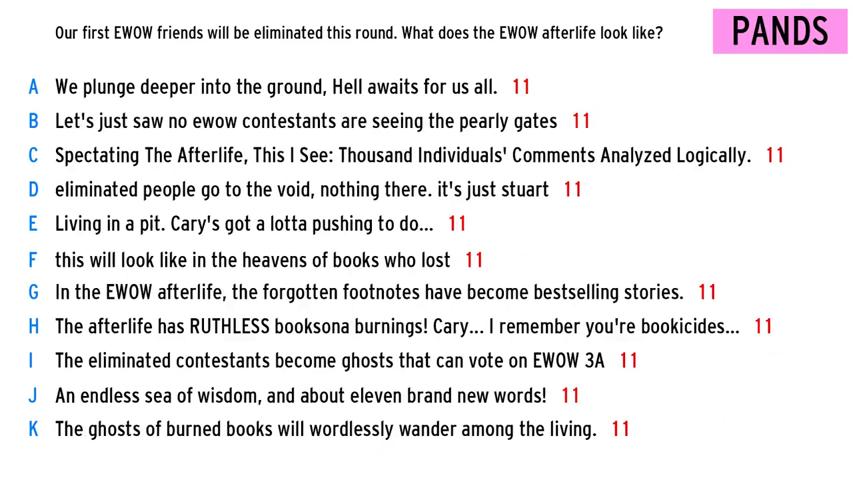 Our first EWOW friends will be eliminated this round. What does the EWOW afterlife look like? PANDS
A We plunge deeper into the ground, Hell awaits for us all. 11
B Let's just saw no ewow contestants are seeing the pearly gates 11
C Spectating The Afterlife, This I See: Thousand Individuals' Comments Analyzed Logically. 11
D eliminated people go to the void, nothing there. it's just stuart 11
E Living in a pit. Cary's got a lotta pushing to do... 11
F this will look like in the heavens of books who lost 11
G In the EWOW afterlife, the forgotten footnotes have become bestselling stories. 11
H The afterlife has RUTHLESS booksona burnings! Cary... I remember you're bookicides... 11
I The eliminated contestants become ghosts that can vote on EWOW 3A 11
J An endless sea of wisdom, and about eleven brand new words! 11
K The ghosts of burned books will wordlessly wander among the living. 11